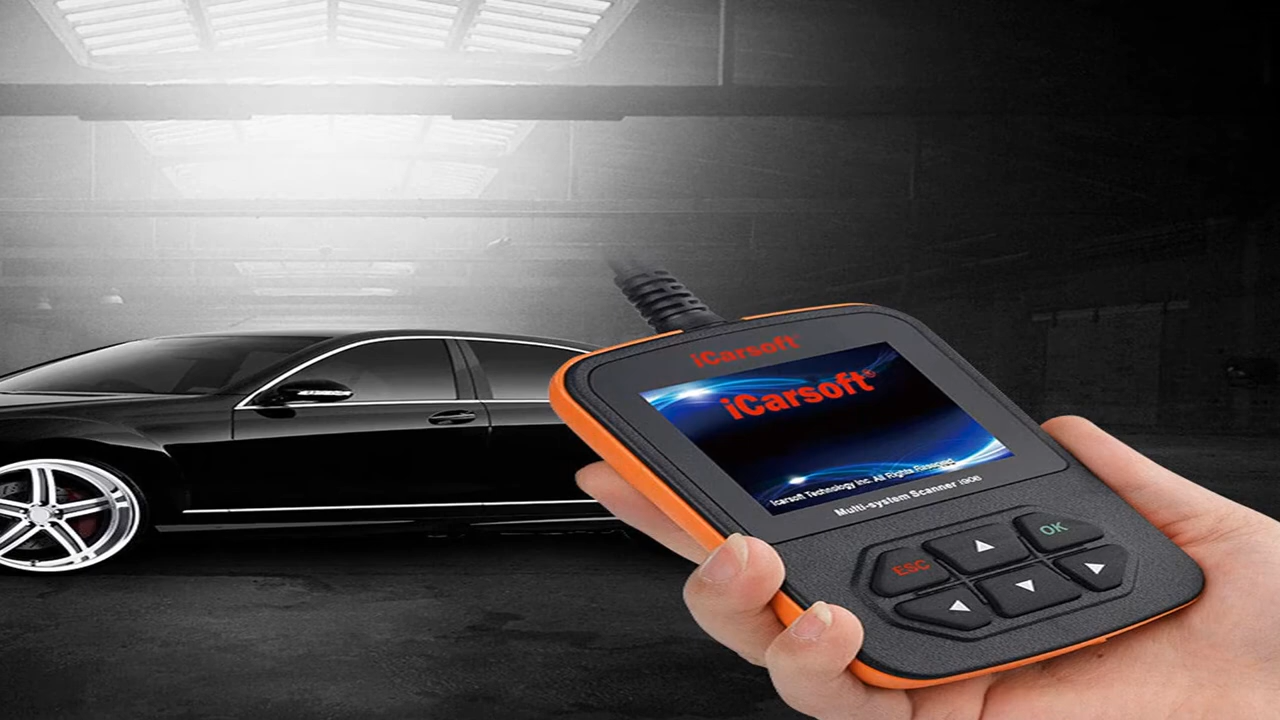 iCarsoft
iCarsoft®
Icarsoft Technology Inc. All Rights Reserved
Multi-system Scanner i906
ESC
OK